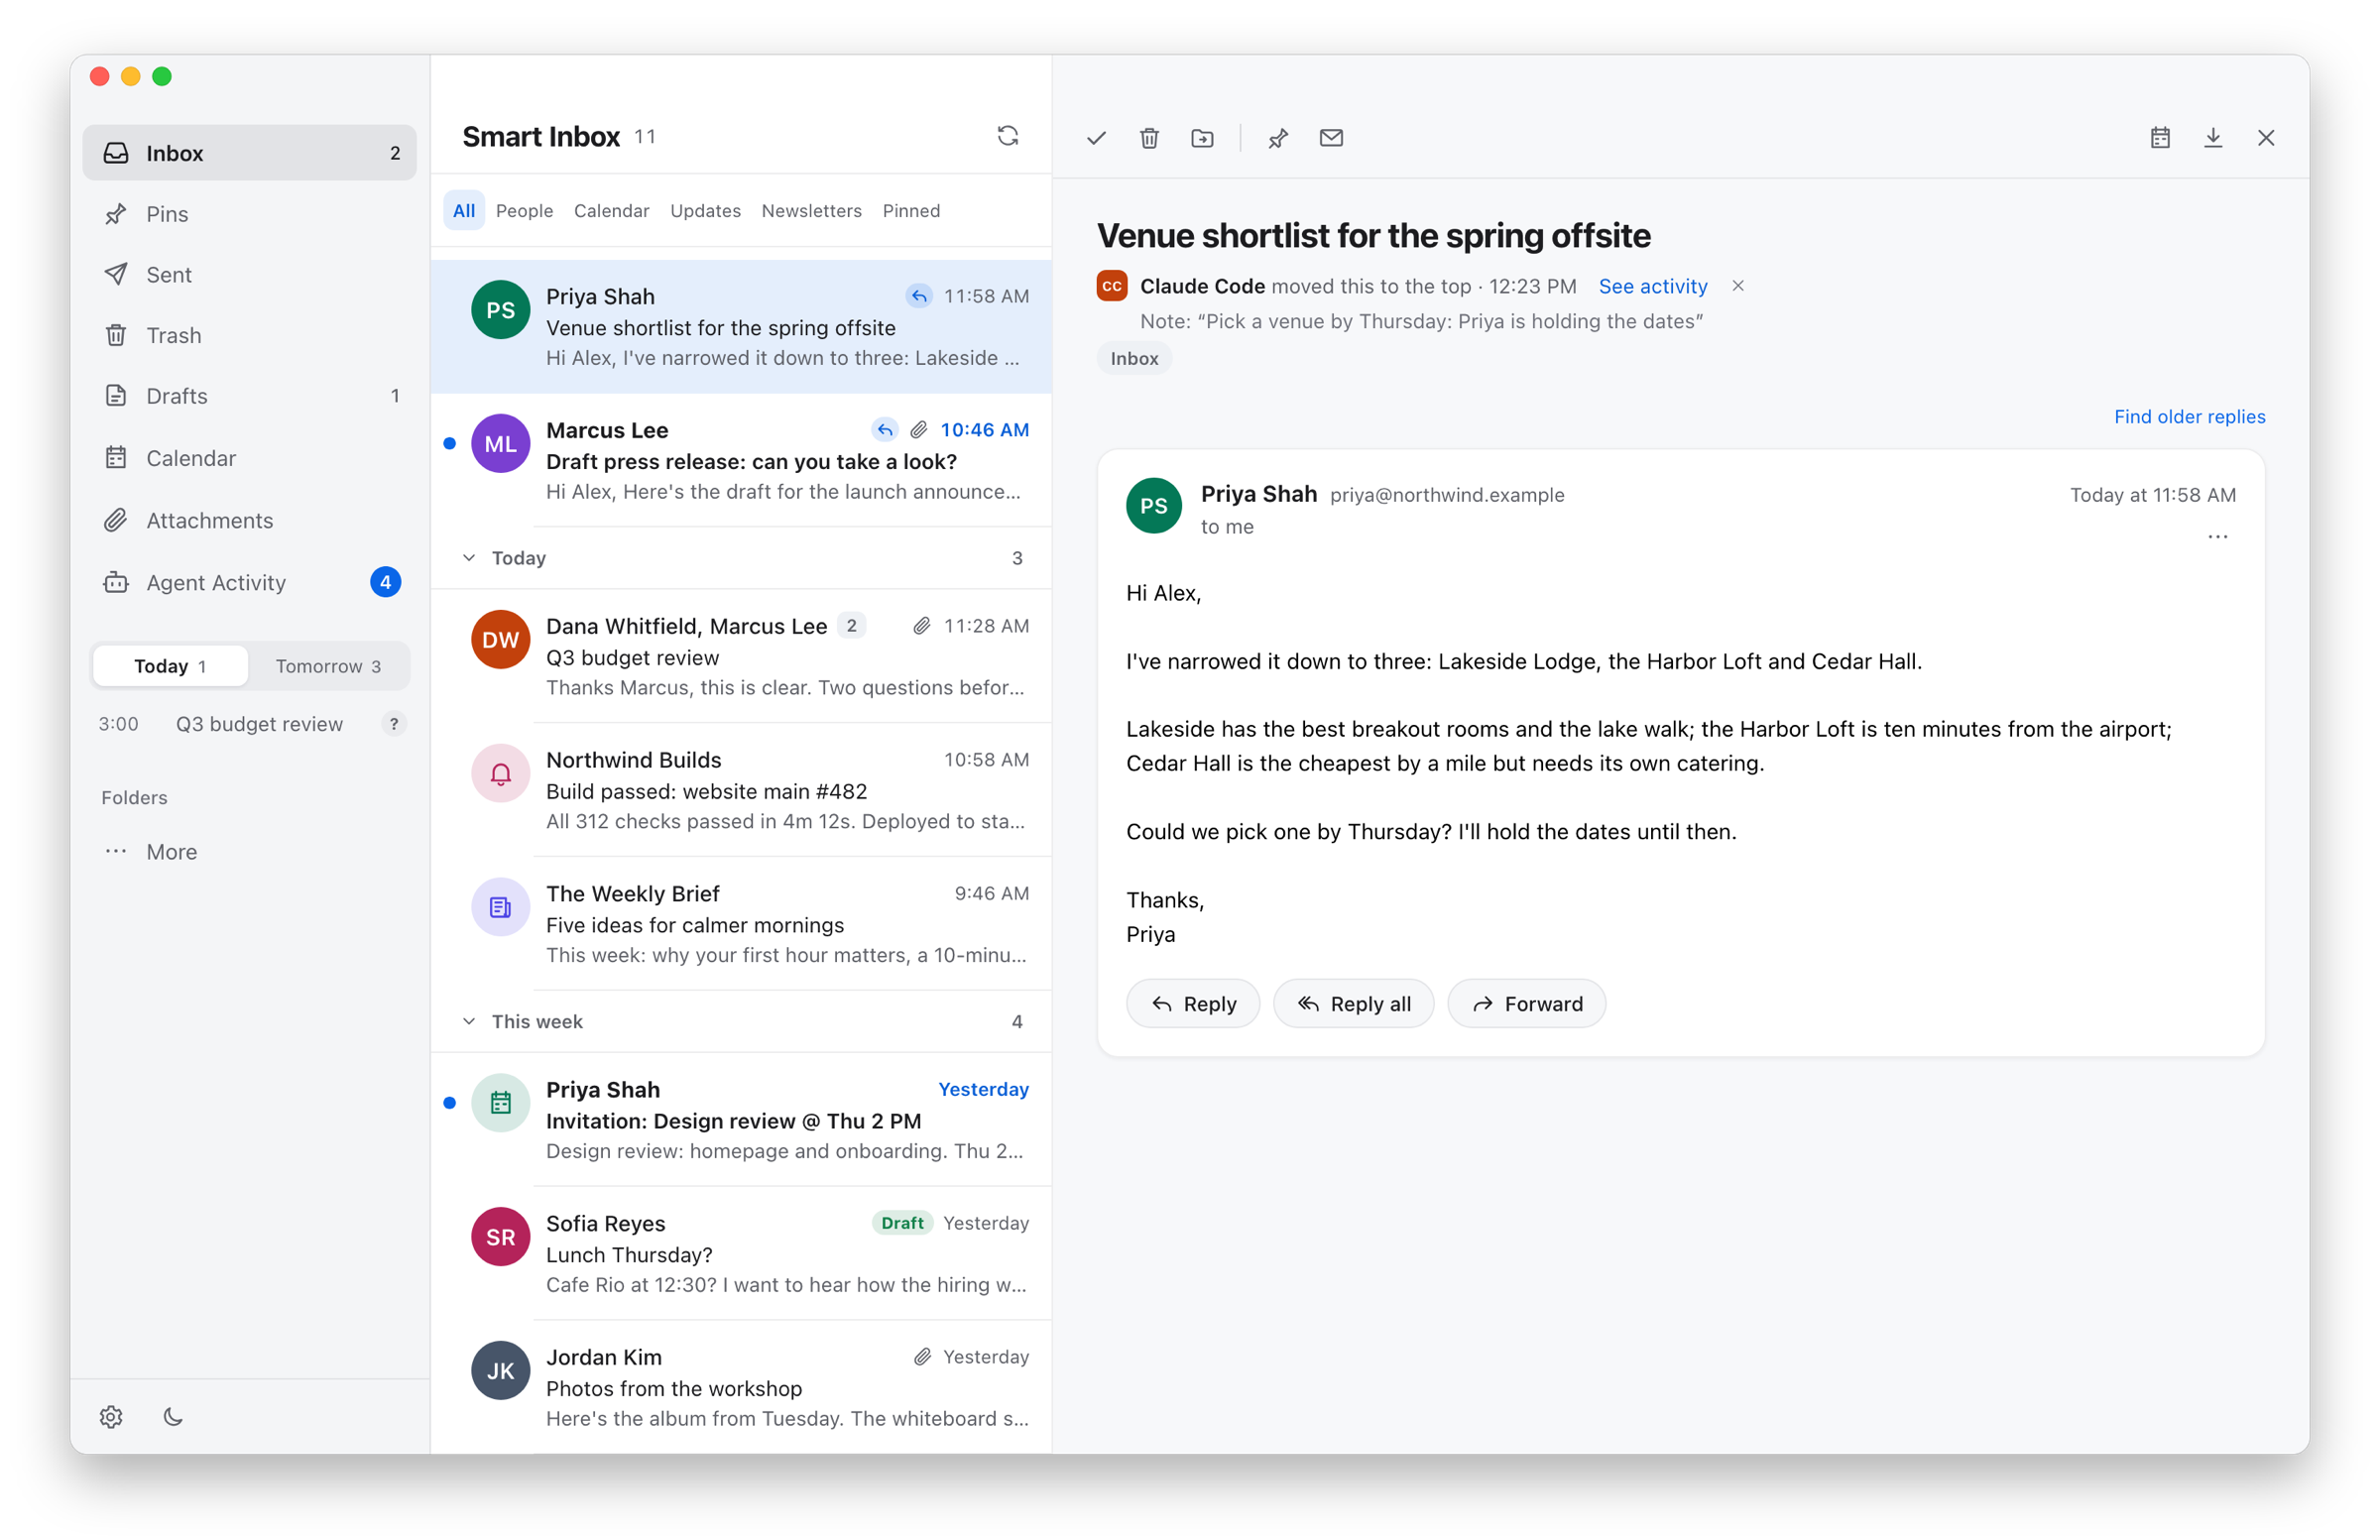 Inbox 2
Pins
Sent
Trash
Drafts 1
Calendar
Attachments
Agent Activity 4
Today 1 Tomorrow 3
3:00 Q3 budget review ?
Folders
··· More
Smart Inbox 11
All People Calendar Updates Newsletters Pinned
PS Priya Shah 11:58 AM
Venue shortlist for the spring offsite
Hi Alex, I've narrowed it down to three: Lakeside ...
ML Marcus Lee 10:46 AM
Draft press release: can you take a look?
Hi Alex, Here's the draft for the launch announce...
Today 3
DW Dana Whitfield, Marcus Lee 2 11:28 AM
Q3 budget review
Thanks Marcus, this is clear. Two questions befor...
Northwind Builds 10:58 AM
Build passed: website main #482
All 312 checks passed in 4m 12s. Deployed to sta...
The Weekly Brief 9:46 AM
Five ideas for calmer mornings
This week: why your first hour matters, a 10-minu...
This week 4
Priya Shah Yesterday
Invitation: Design review @ Thu 2 PM
Design review: homepage and onboarding. Thu 2...
SR Sofia Reyes Draft Yesterday
Lunch Thursday?
Cafe Rio at 12:30? I want to hear how the hiring w...
JK Jordan Kim Yesterday
Photos from the workshop
Here's the album from Tuesday. The whiteboard s...
Venue shortlist for the spring offsite
CC Claude Code moved this to the top · 12:23 PM See activity ×
Note: “Pick a venue by Thursday: Priya is holding the dates”
Inbox
Find older replies
PS Priya Shah priya@northwind.example Today at 11:58 AM
to me
···
Hi Alex,
I've narrowed it down to three: Lakeside Lodge, the Harbor Loft and Cedar Hall.
Lakeside has the best breakout rooms and the lake walk; the Harbor Loft is ten minutes from the airport;
Cedar Hall is the cheapest by a mile but needs its own catering.
Could we pick one by Thursday? I'll hold the dates until then.
Thanks,
Priya
Reply Reply all Forward